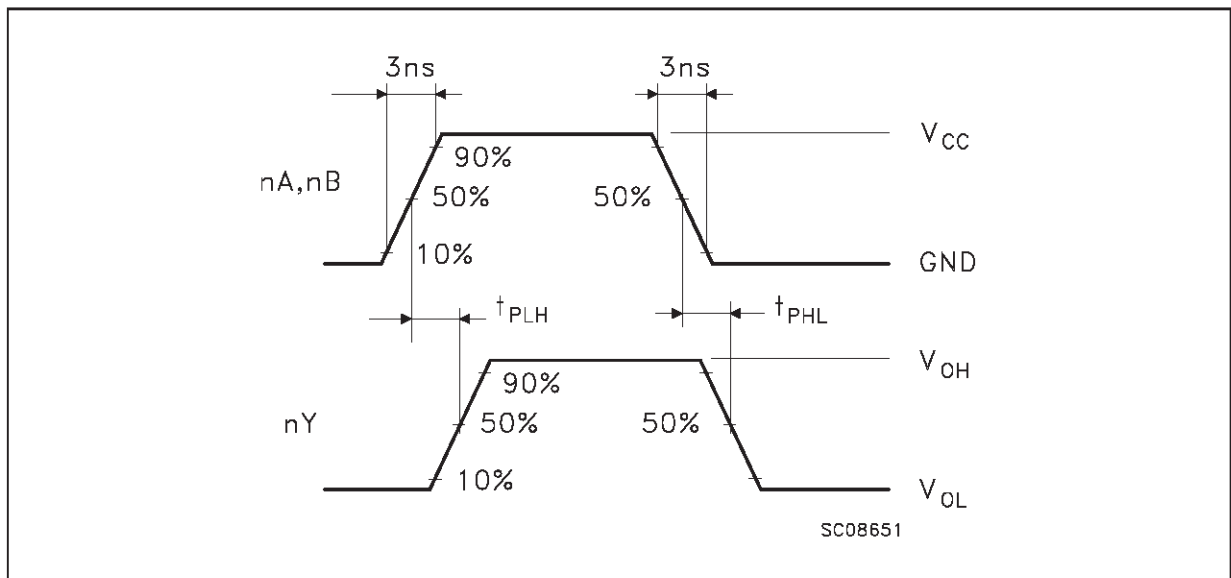 3ns 3ns
V_CC
90%
nA,nB
50% 50%
10%
GND
t_PLH t_PHL
V_OH
90%
nY
50% 50%
10%
V_OL
SC08651